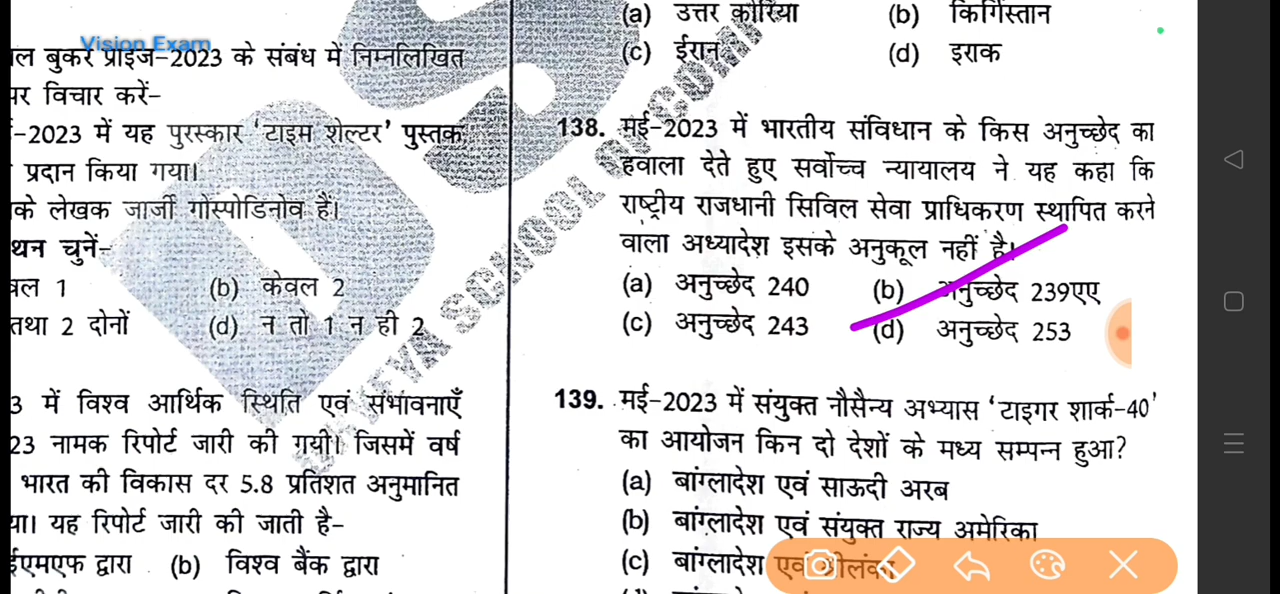 Vision Exam
ल बुकर प्राइज-2023 के संबंध में निम्नलिखित
पर विचार करें-
-2023 में यह पुरस्कार 'टाइम शेल्टर' पुस्तक
प्रदान किया गया।
के लेखक जार्जी गोस्पोडिनोव हैं।
थन चुनें-
वल 1 (b) केवल 2
तथा 2 दोनों (d) न तो 1 न ही 2
3 में विश्व आर्थिक स्थिति एवं संभावनाएँ
23 नामक रिपोर्ट जारी की गयी। जिसमें वर्ष
भारत की विकास दर 5.8 प्रतिशत अनुमानित
या। यह रिपोर्ट जारी की जाती है-
ईएमएफ द्वारा (b) विश्व बैंक द्वारा
(a) उत्तर कोरिया (b) किर्गिस्तान
(c) ईरान (d) इराक
138. मई-2023 में भारतीय संविधान के किस अनुच्छेद का
हवाला देते हुए सर्वोच्च न्यायालय ने यह कहा कि
राष्ट्रीय राजधानी सिविल सेवा प्राधिकरण स्थापित करने
वाला अध्यादेश इसके अनुकूल नहीं है।
(a) अनुच्छेद 240 (b) अनुच्छेद 239एए
(c) अनुच्छेद 243 (d) अनुच्छेद 253
139. मई-2023 में संयुक्त नौसैन्य अभ्यास 'टाइगर शार्क-40'
का आयोजन किन दो देशों के मध्य सम्पन्न हुआ?
(a) बांग्लादेश एवं साऊदी अरब
(b) बांग्लादेश एवं संयुक्त राज्य अमेरिका
(c) बांग्लादेश एवं श्रीलंका